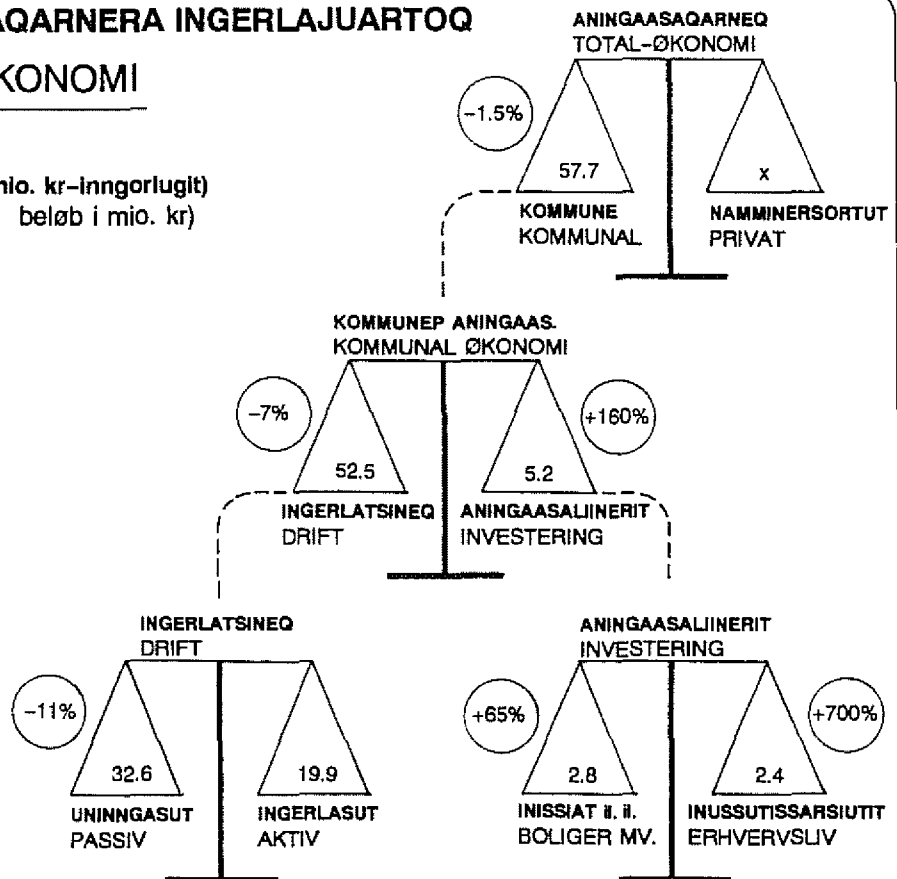 AQARNERA INGERLAJUARTOQ
KONOMI
nio. kr-inngorlugit)
beløb i mio. kr)
ANINGAASAQARNEQ
TOTAL-ØKONOMI
-1.5%
57.7
x
KOMMUNE
KOMMUNAL
NAMMINERSORTUT
PRIVAT
KOMMUNEP ANINGAAS.
KOMMUNAL ØKONOMI
-7%
+160%
52.5
5.2
INGERLATSINEQ
DRIFT
ANINGAASALIINERIT
INVESTERING
INGERLATSINEQ
DRIFT
-11%
32.6
19.9
UNINNGASUT
PASSIV
INGERLASUT
AKTIV
ANINGAASALIINERIT
INVESTERING
+65%
+700%
2.8
2.4
INISSIAT il. il.
BOLIGER MV.
INUSSUTISSARSIUTIT
ERHVERVSLIV